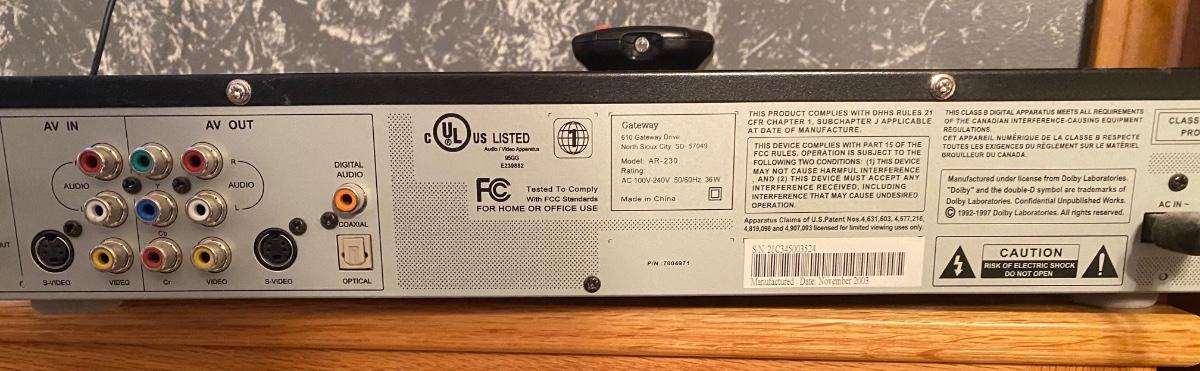 AV IN
AV OUT
R
AUDIO
AUDIO
Y
L
L
Cb
S-VIDEO
VIDEO
Cr
VIDEO
S-VIDEO
OUT
DIGITAL
AUDIO
COAXIAL
OPTICAL
C UL US LISTED
Audio / Video Apparatus
95GG
E239882
FC Tested To Comply
With FCC Standards
FOR HOME OR OFFICE USE
1
Gateway
610 Gateway Drive
North Sioux City SD 57049
Model: AR-230
Rating:
AC 100V-240V 50/60Hz 36W
Made in China
P/N.:7004971
THIS PRODUCT COMPLIES WITH DHHS RULES 21
CFR CHAPTER 1, SUBCHAPTER J APPLICABLE
AT DATE OF MANUFACTURE.
THIS DEVICE COMPLIES WITH PART 15 OF THE
FCC RULES. OPERATION IS SUBJECT TO THE
FOLLOWING TWO CONDITIONS: (1) THIS DEVICE
MAY NOT CAUSE HARMFUL INTERFERENCE
, AND (2) THIS DEVICE MUST ACCEPT ANY
INTERFERENCE RECEIVED, INCLUDING
INTERFERENCE THAT MAY CAUSE UNDESIRED
OPERATION.
Apparatus Claims of U.S.Patent Nos.4,631,603, 4,577,216,
4,819,098 and 4,907,093 licensed for limited viewing uses only.
S/N: 21C345003524
Manufactured Date: November 2003
THIS CLASS B DIGITAL APPARATUS MEETS ALL REQUIREMENTS
OF THE CANADIAN INTERFERENCE-CAUSING EQUIPMENT
REGULATIONS.
CET APPAREIL NUMÉRIQUE DE LA CLASSE B RESPECTE
TOUTES LES EXIGENCES DU RÈGLEMENT SUR LE MATÉRIEL
BROUILLEUR DU CANADA.
Manufactured under license from Dolby Laboratories.
"Dolby" and the double-D symbol are trademarks of
Dolby Laboratories. Confidential Unpublished Works.
© 1992-1997 Dolby Laboratories. All rights reserved.
CAUTION
RISK OF ELECTRIC SHOCK
DO NOT OPEN
CLASS
PRO
AC IN ~